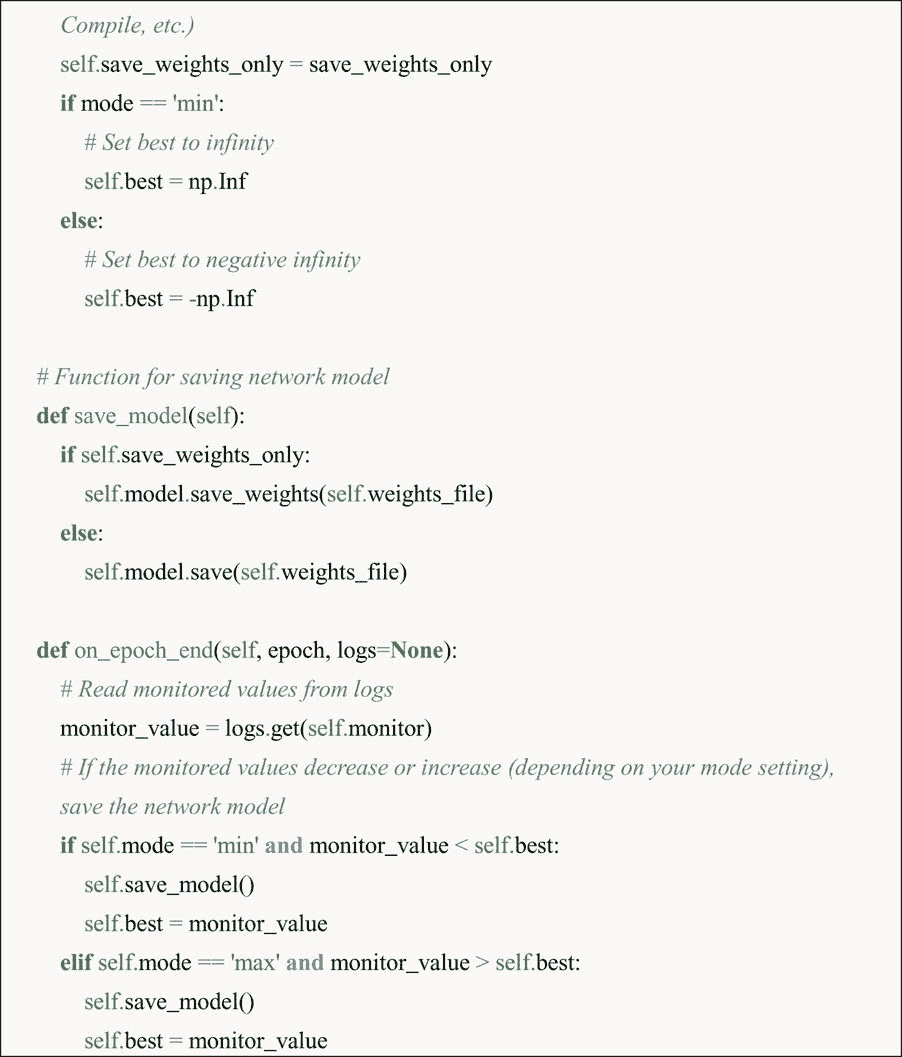 Compile, etc.)
self.save_weights_only = save_weights_only
if mode == 'min':
# Set best to infinity
self.best = np.Inf
else:
# Set best to negative infinity
self.best = -np.Inf
# Function for saving network model
def save_model(self):
if self.save_weights_only:
self.model.save_weights(self.weights_file)
else:
self.model.save(self.weights_file)
def on_epoch_end(self, epoch, logs=None):
# Read monitored values from logs
monitor_value = logs.get(self.monitor)
# If the monitored values decrease or increase (depending on your mode setting),
save the network model
if self.mode == 'min' and monitor_value < self.best:
self.save_model()
self.best = monitor_value
elif self.mode == 'max' and monitor_value > self.best:
self.save_model()
self.best = monitor_value